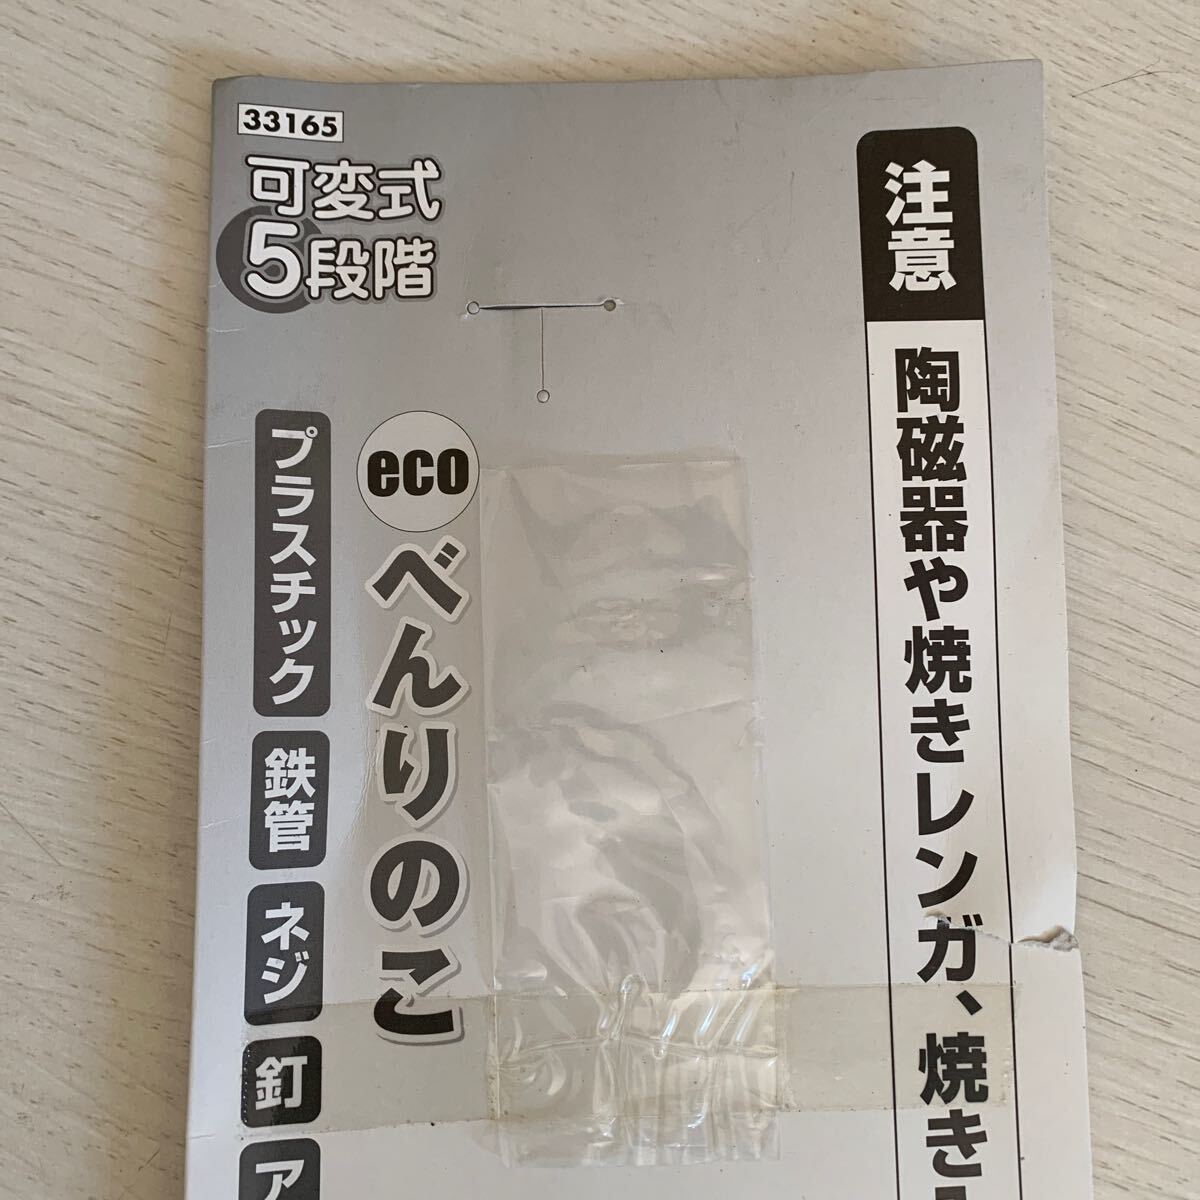 33165
可変式
5段階
注意
陶磁器や焼きレンガ、焼き
eco
べんりのこ
プラスチック
鉄管
ネジ
釘
ア